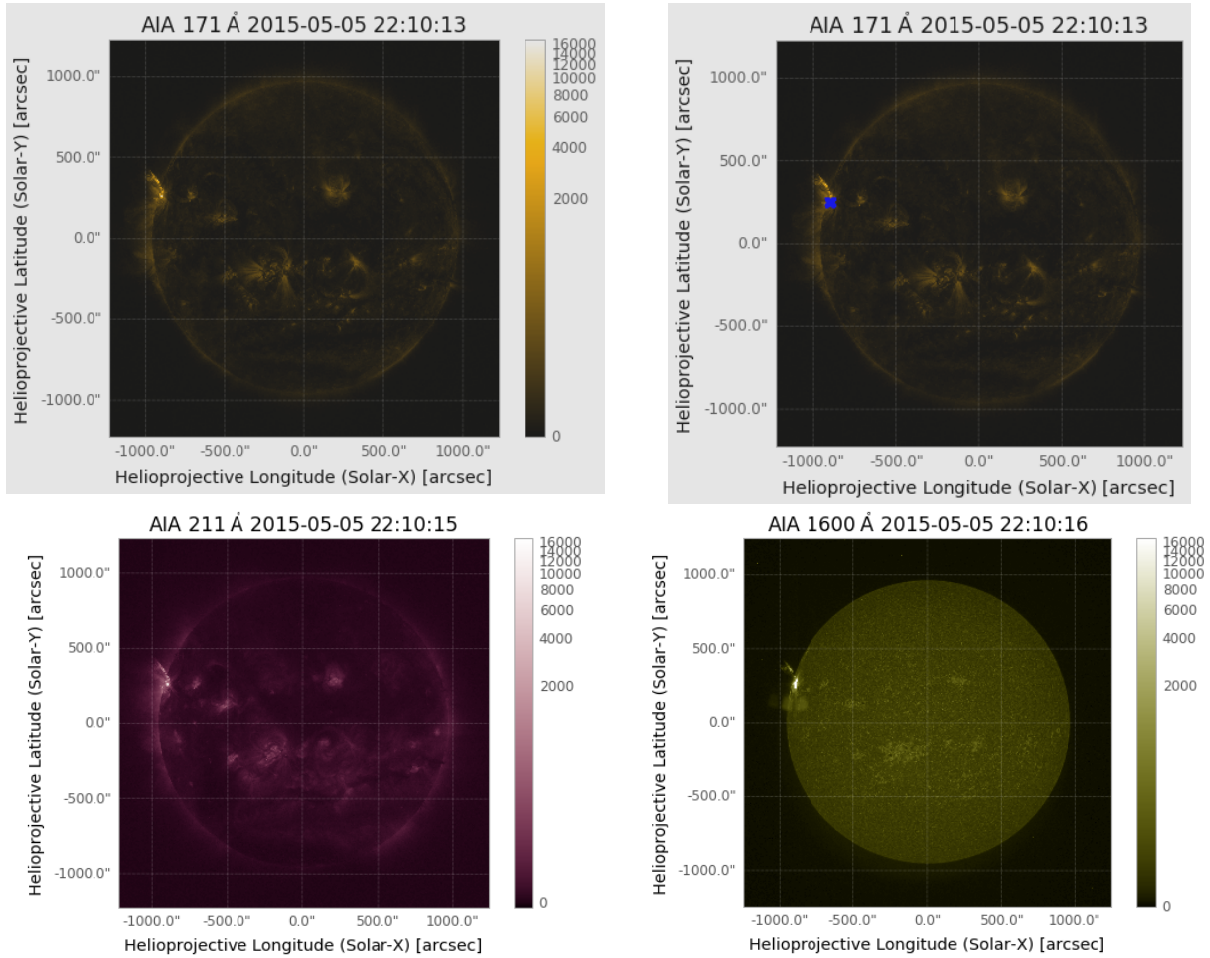 AIA 171 Å 2015-05-05 22:10:13
Helioprojective Latitude (Solar-Y) [arcsec]
1000.0"
500.0"
0.0"
-500.0"
-1000.0"
-1000.0" -500.0" 0.0" 500.0" 1000.0"
Helioprojective Longitude (Solar-X) [arcsec]
16000
14000
12000
10000
8000
6000
4000
2000
0
AIA 171 Å 2015-05-05 22:10:13
Helioprojective Latitude (Solar-Y) [arcsec]
1000.0"
500.0"
0.0"
-500.0"
-1000.0"
-1000.0" -500.0" 0.0" 500.0" 1000.0"
Helioprojective Longitude (Solar-X) [arcsec]
AIA 211 Å 2015-05-05 22:10:15
Helioprojective Latitude (Solar-Y) [arcsec]
1000.0"
500.0"
0.0"
-500.0"
-1000.0"
-1000.0" -500.0" 0.0" 500.0" 1000.0"
Helioprojective Longitude (Solar-X) [arcsec]
16000
14000
12000
10000
8000
6000
4000
2000
0
AIA 1600 Å 2015-05-05 22:10:16
Helioprojective Latitude (Solar-Y) [arcsec]
1000.0"
500.0"
0.0"
-500.0"
-1000.0"
-1000.0" -500.0" 0.0" 500.0" 1000.0"
Helioprojective Longitude (Solar-X) [arcsec]
16000
14000
12000
10000
8000
6000
4000
2000
0